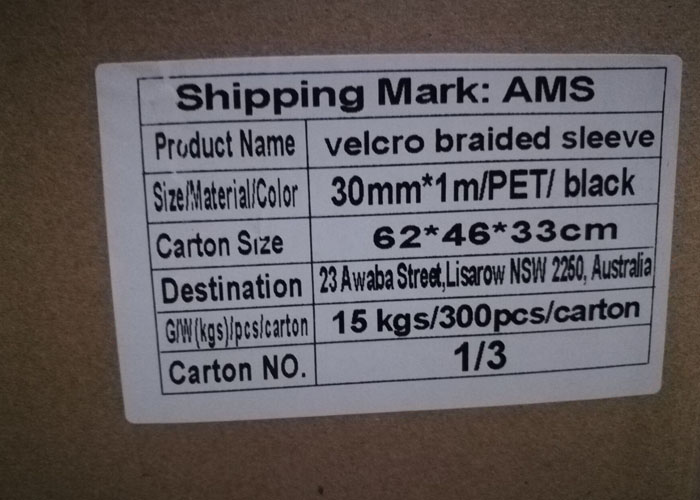 Shipping Mark: AMS
Product Name velcro braided sleeve
Size/Material/Color 30mm*1m/PET/ black
Carton Size 62*46*33cm
Destination 23 Awaba Street,Lisarow NSW 2250, Australia
G/W(kgs)/pcs/carton 15 kgs/300pcs/carton
Carton NO. 1/3